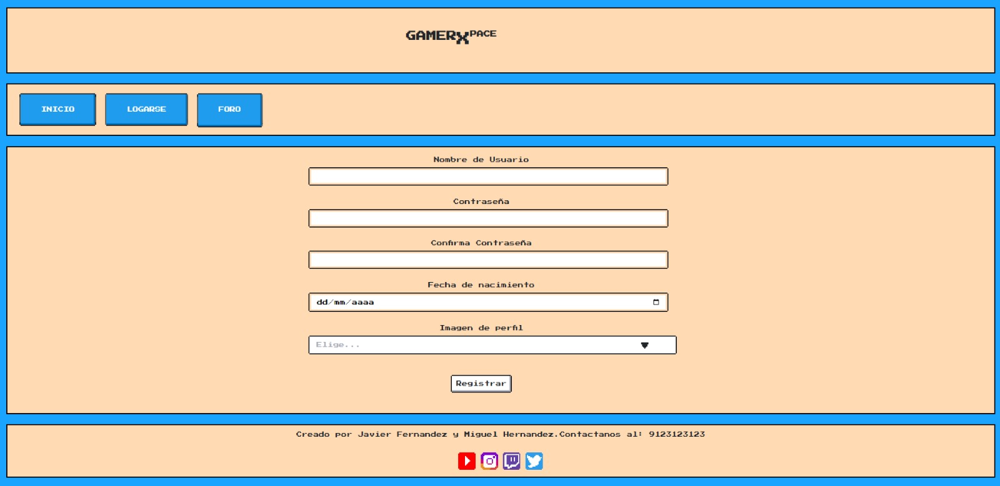 GAMERXPACE
INICIO LOGARSE FORO
Nombre de Usuario
Contraseña
Confirma Contraseña
Fecha de nacimiento
dd/mm/aaaa
Imagen de perfil
Elige...
Registrar
Creado por Javier Fernandez y Miguel Hernandez.Contactanos al: 9123123123